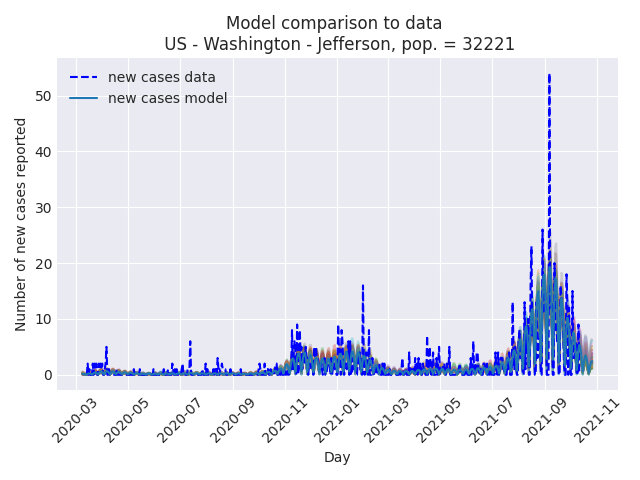 Model comparison to data
US - Washington - Jefferson, pop. = 32221
new cases data
new cases model
Number of new cases reported
50
40
30
20
10
0
2020-03
2020-05
2020-07
2020-09
2020-11
2021-01
2021-03
2021-05
2021-07
2021-09
2021-11
Day